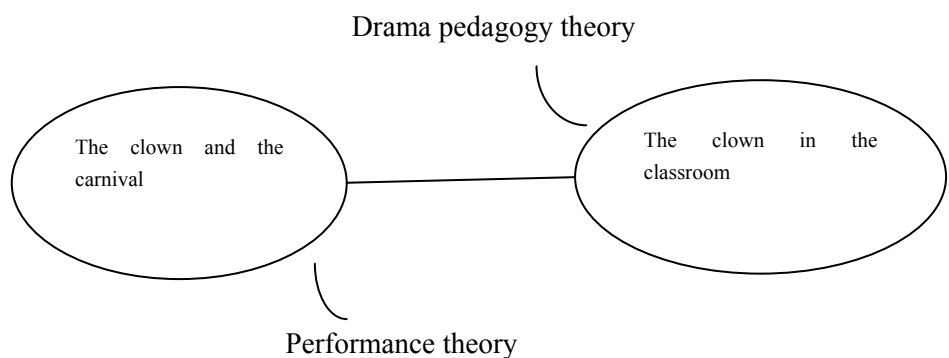 Drama pedagogy theory
The clown and the
carnival
The clown in the
classroom
Performance theory